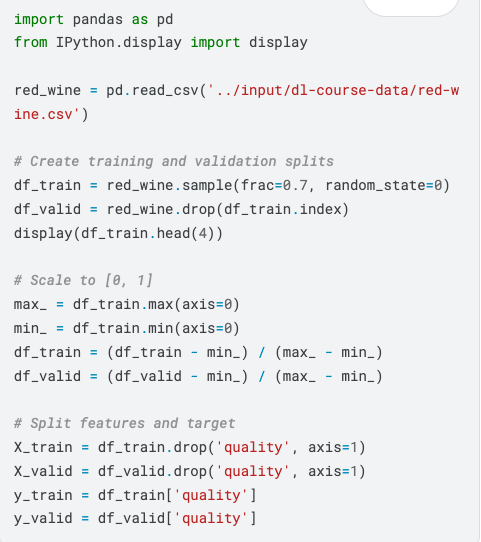 import pandas as pd
from IPython.display import display
red_wine = pd.read_csv('../input/dl-course-data/red-w
ine.csv')
# Create training and validation splits
df_train = red_wine.sample(frac=0.7, random_state=0)
df_valid = red_wine.drop(df_train.index)
display(df_train.head(4))
# Scale to [0, 1]
max_ = df_train.max(axis=0)
min_ = df_train.min(axis=0)
df_train = (df_train - min_) / (max_ - min_)
df_valid = (df_valid - min_) / (max_ - min_)
# Split features and target
X_train = df_train.drop('quality', axis=1)
X_valid = df_valid.drop('quality', axis=1)
y_train = df_train['quality']
y_valid = df_valid['quality']